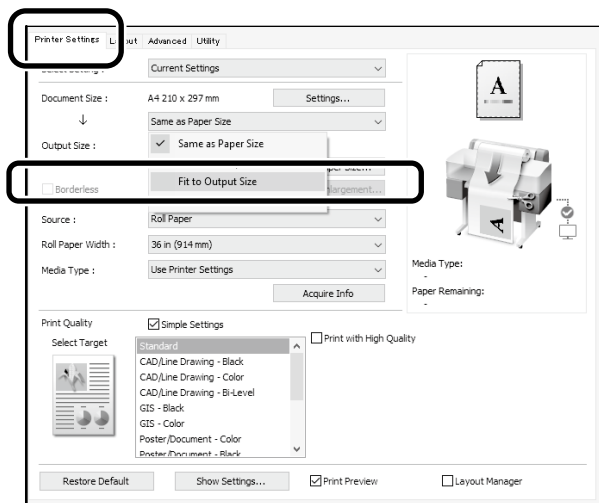 Printer Settings Layout Advanced Utility
Current Settings
Document Size : A4 210 x 297 mm Settings...
↓ Same as Paper Size
Output Size : ✓ Same as Paper Size
Fit to Output Size
Borderless
Source : Roll Paper
Roll Paper Width : 36 in (914 mm)
Media Type : Use Printer Settings
Acquire Info
A
A
Media Type:
-
Paper Remaining:
-
Print Quality Simple Settings
Select Target
Standard
CAD/Line Drawing - Black
CAD/Line Drawing - Color
CAD/Line Drawing - Bi-Level
GIS - Black
GIS - Color
Poster/Document - Color
Poster/Document - Black
Print with High Quality
Restore Default Show Settings... Print Preview Layout Manager